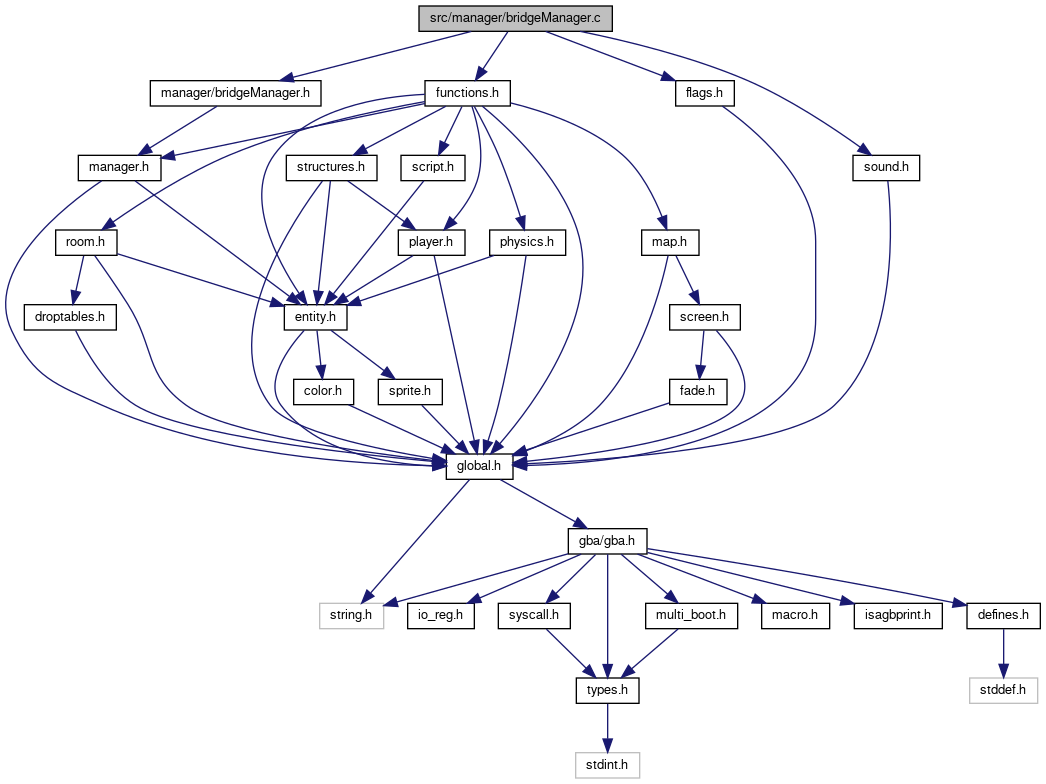 src/manager/bridgeManager.c
manager/bridgeManager.h
functions.h
flags.h
manager.h
structures.h
script.h
sound.h
room.h
player.h
physics.h
map.h
droptables.h
entity.h
screen.h
color.h
sprite.h
fade.h
global.h
gba/gba.h
string.h
io_reg.h
syscall.h
multi_boot.h
macro.h
isagbprint.h
defines.h
types.h
stddef.h
stdint.h